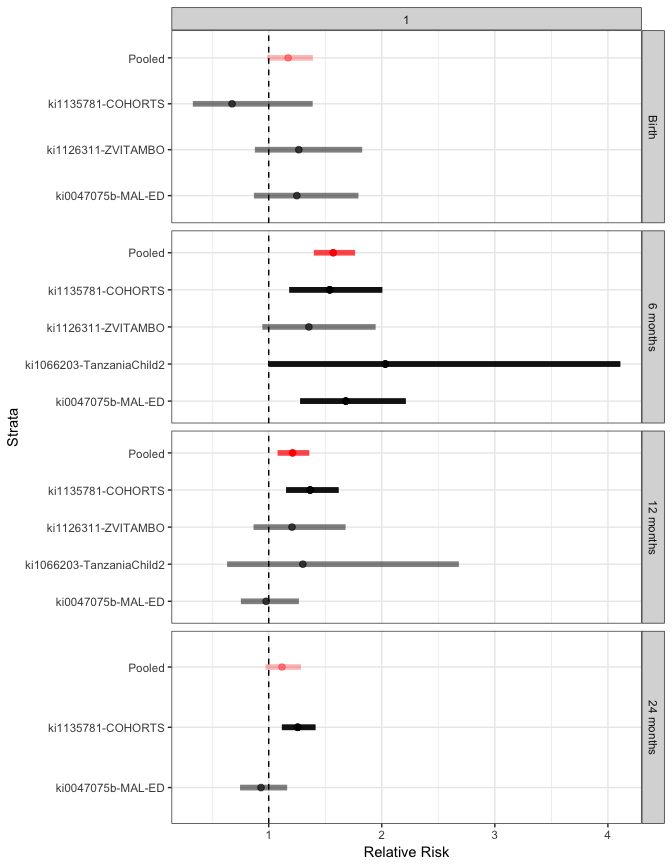 1
Pooled
ki1135781-COHORTS
ki1126311-ZVITAMBO
ki0047075b-MAL-ED
Birth
Pooled
ki1135781-COHORTS
ki1126311-ZVITAMBO
ki1066203-TanzaniaChild2
ki0047075b-MAL-ED
6 months
Strata
Pooled
ki1135781-COHORTS
ki1126311-ZVITAMBO
ki1066203-TanzaniaChild2
ki0047075b-MAL-ED
12 months
Pooled
ki1135781-COHORTS
ki0047075b-MAL-ED
24 months
1 2 3 4
Relative Risk